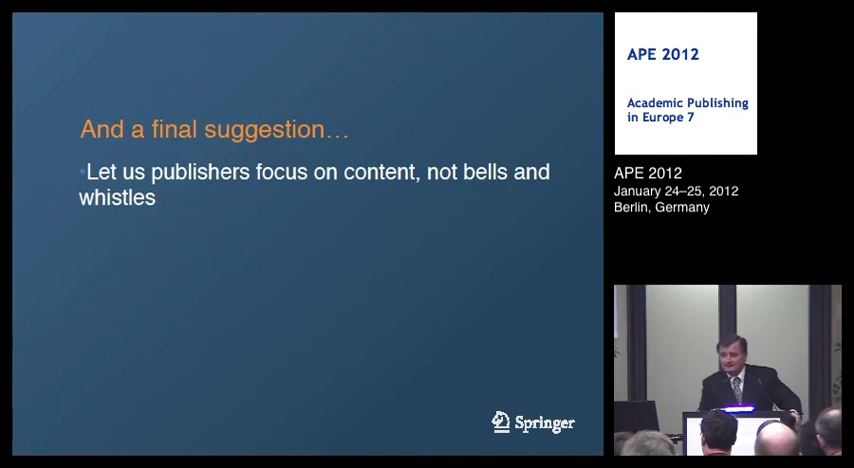 And a final suggestion…
•Let us publishers focus on content, not bells and
whistles
Springer
APE 2012
Academic Publishing
in Europe 7
APE 2012
January 24–25, 2012
Berlin, Germany